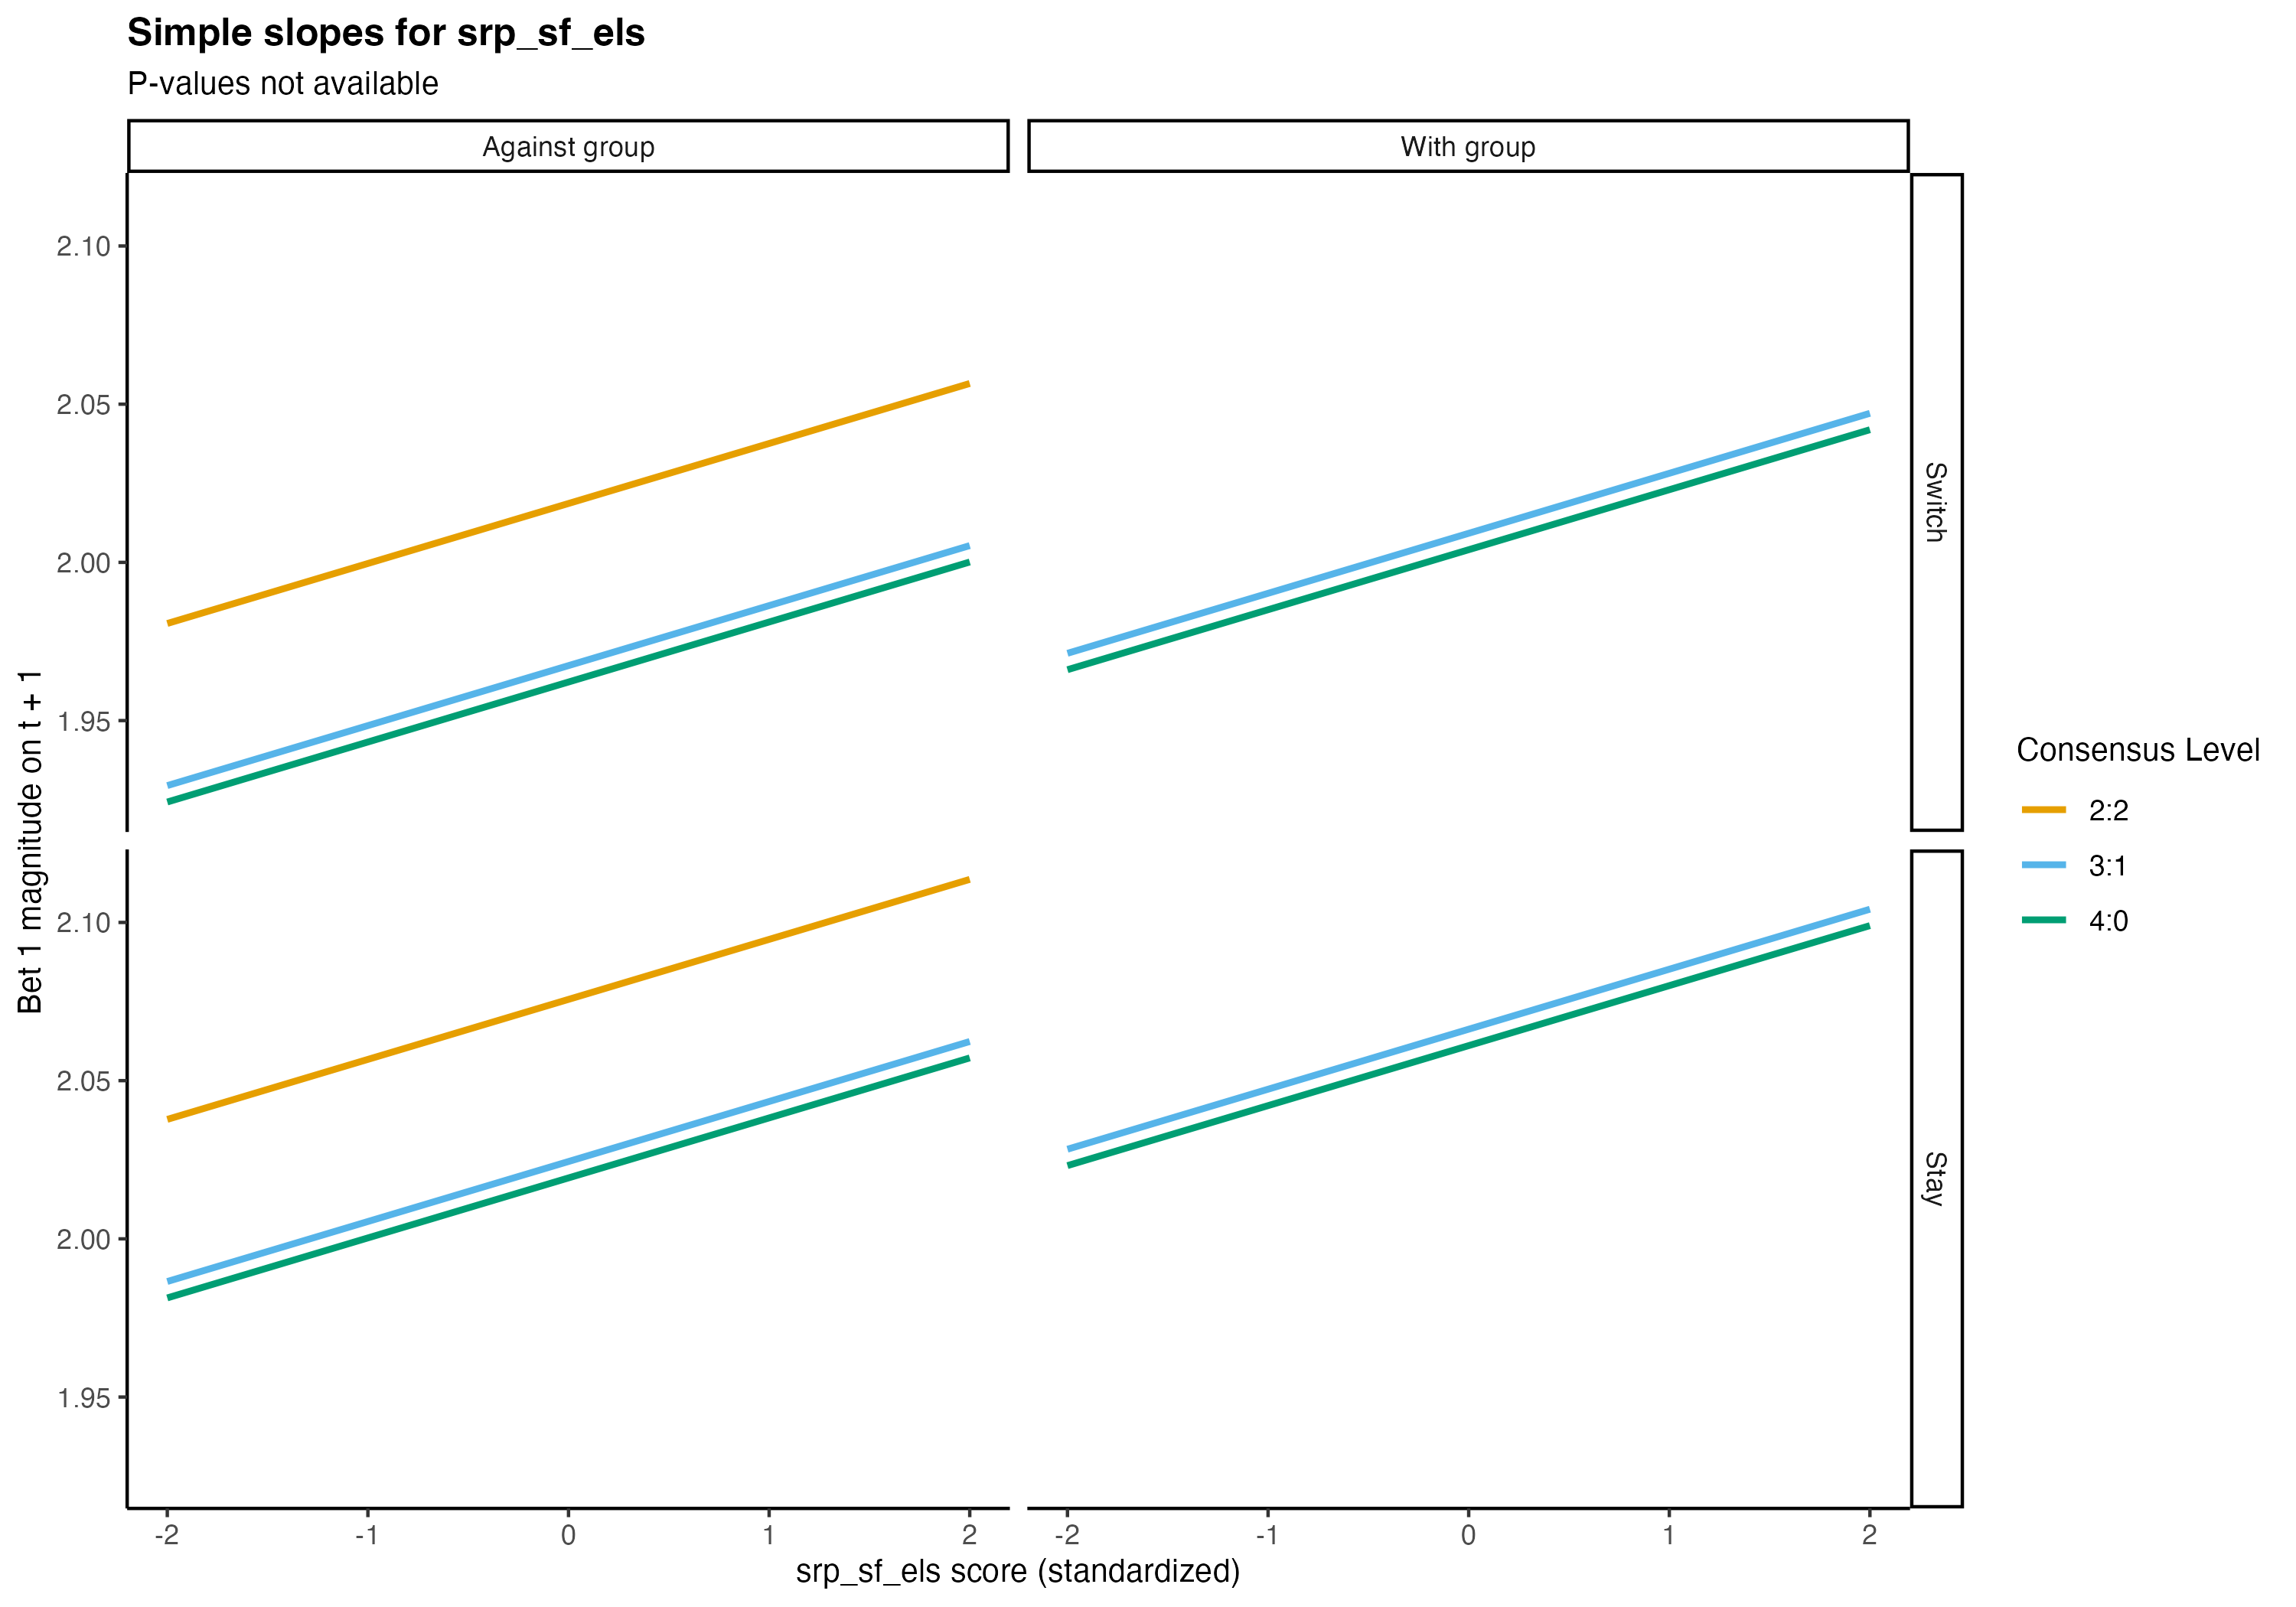 Simple slopes for srp_sf_els
P-values not available
Against group
With group
2.10
2.05
2.00
1.95
Switch
2.10
2.05
2.00
1.95
Stay
Bet 1 magnitude on t + 1
-2 -1 0 1 2
-2 -1 0 1 2
srp_sf_els score (standardized)
Consensus Level
2:2
3:1
4:0